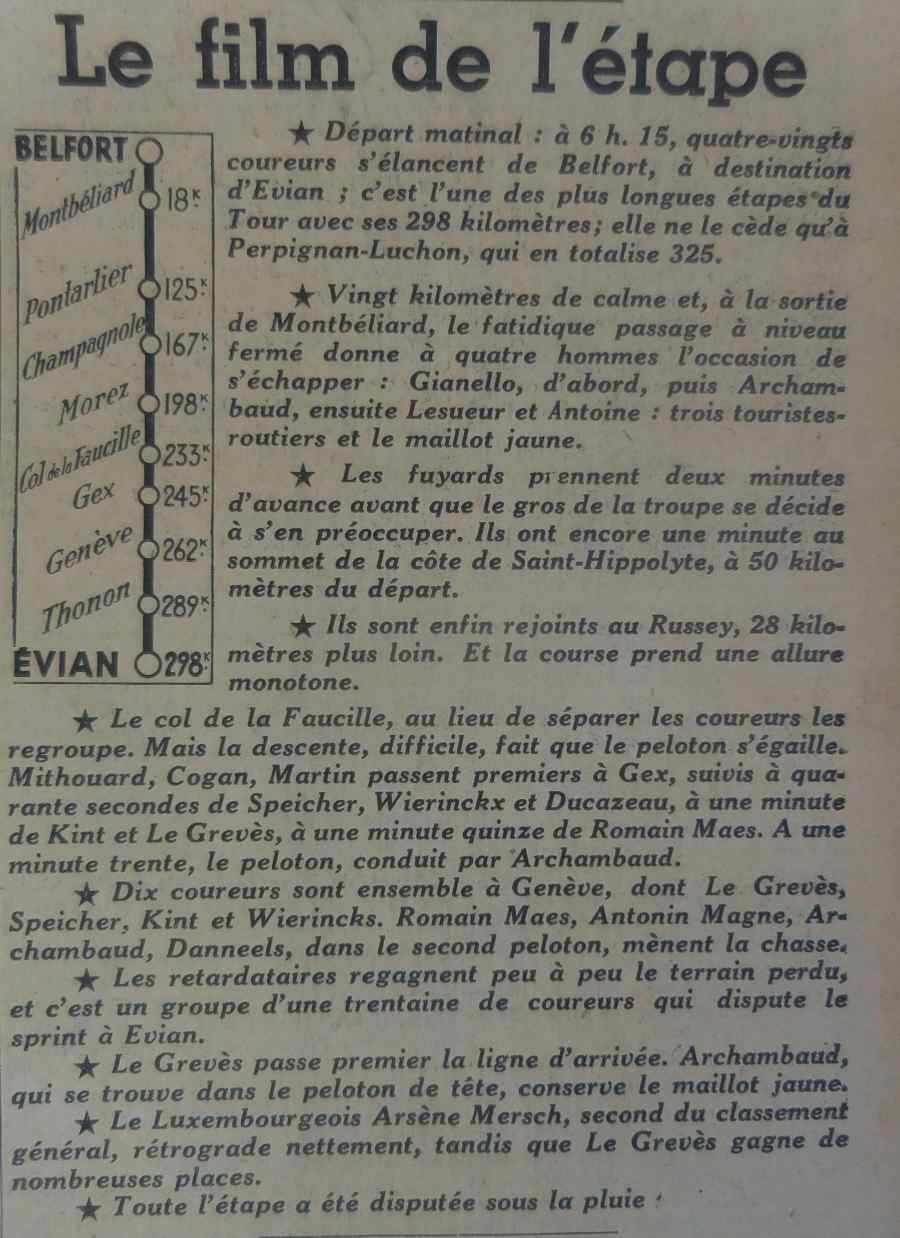 Le film de l'étape
BELFORT
Montbéliard 18K
Pontarlier 125K
Champagnole 167K
Morez 198K
Col de la Faucille 233K
Gex 245K
Genève 262K
Thonon 289K
ÉVIAN 298K
★ Départ matinal : à 6 h. 15, quatre-vingts
coureurs s'élancent de Belfort, à destination
d'Evian ; c'est l'une des plus longues étapes du
Tour avec ses 298 kilomètres; elle ne le cède qu'à
Perpignan-Luchon, qui en totalise 325.
★ Vingt kilomètres de calme et, à la sortie
de Montbéliard, le fatidique passage à niveau
fermé donne à quatre hommes l'occasion de
s'échapper : Gianello, d'abord, puis Archam-
baud, ensuite Lesueur et Antoine : trois touristes-
routiers et le maillot jaune.
★ Les fuyards prennent deux minutes
d'avance avant que le gros de la troupe se décide
à s'en préoccuper. Ils ont encore une minute au
sommet de la côte de Saint-Hippolyte, à 50 kilo-
mètres du départ.
★ Ils sont enfin rejoints au Russey, 28 kilo-
mètres plus loin. Et la course prend une allure
monotone.
★ Le col de la Faucille, au lieu de séparer les coureurs les
regroupe. Mais la descente, difficile, fait que le peloton s'égaille.
Mithouard, Cogan, Martin passent premiers à Gex, suivis à qua-
rante secondes de Speicher, Wierinckx et Ducazeau, à une minute
de Kint et Le Grevès, à une minute quinze de Romain Maes. A une
minute trente, le peloton, conduit par Archambaud.
★ Dix coureurs sont ensemble à Genève, dont Le Grevès,
Speicher, Kint et Wierincks. Romain Maes, Antonin Magne, Ar-
chambaud, Danneels, dans le second peloton, mènent la chasse.
★ Les retardataires regagnent peu à peu le terrain perdu,
et c'est un groupe d'une trentaine de coureurs qui dispute le
sprint à Evian.
★ Le Grevès passe premier la ligne d'arrivée. Archambaud,
qui se trouve dans le peloton de tête, conserve le maillot jaune.
★ Le Luxembourgeois Arsène Mersch, second du classement
général, rétrograde nettement, tandis que Le Grevès gagne de
nombreuses places.
★ Toute l'étape a été disputée sous la pluie !